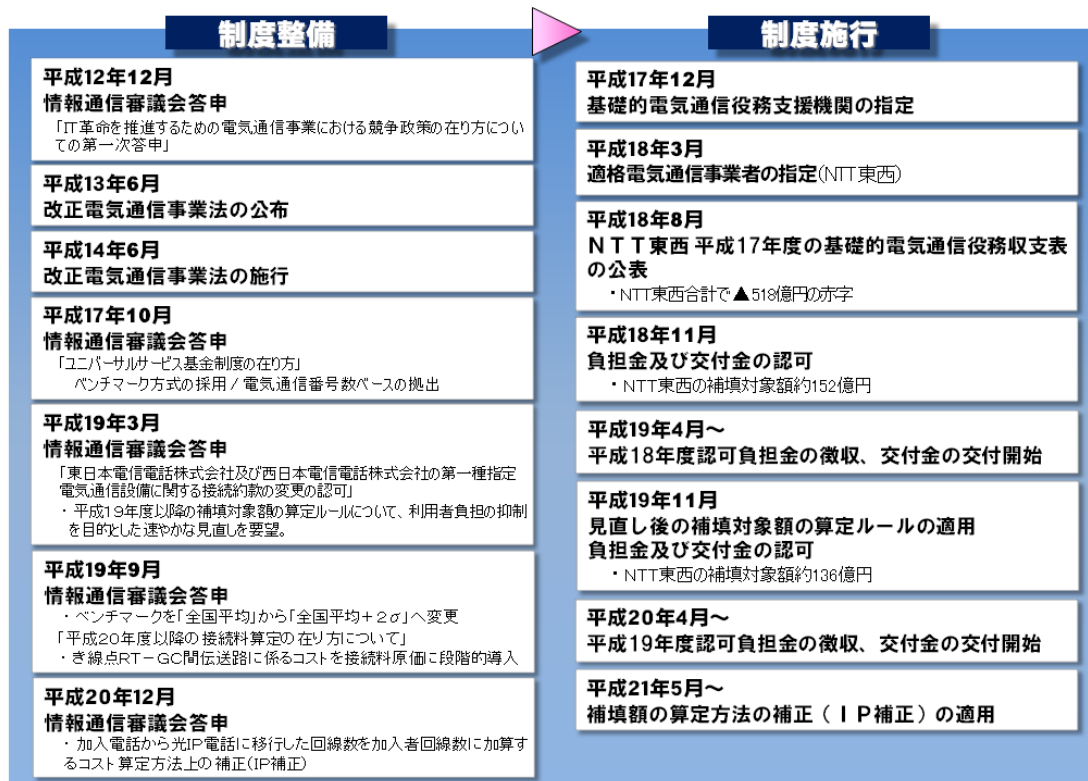 制度整備
平成12年12月
情報通信審議会答申
「IT革命を推進するための電気通信事業における競争政策の在り方につい
ての第一次答申」
平成13年6月
改正電気通信事業法の公布
平成14年6月
改正電気通信事業法の施行
平成17年10月
情報通信審議会答申
「ユニバーサルサービス基金制度の在り方」
ベンチマーク方式の採用/電気通信番号数ベースの拠出
平成19年3月
情報通信審議会答申
「東日本電信電話株式会社及び西日本電信電話株式会社の第一種指定
電気通信設備に関する接続約款の変更の認可」
・平成19年度以降の補填対象額の算定ルールについて、利用者負担の抑制
を目的とした速やかな見直しを要望。
平成19年9月
情報通信審議会答申
・ベンチマークを「全国平均」から「全国平均+2σ」へ変更
「平成20年度以降の接続料算定の在り方について」
・き線点RT-GC間伝送路に係るコストを接続料原価に段階的導入
平成20年12月
情報通信審議会答申
・加入電話から光IP電話に移行した回線数を加入者回線数に加算す
るコスト算定方法上の補正(IP補正)
制度施行
平成17年12月
基礎的電気通信役務支援機関の指定
平成18年3月
適格電気通信事業者の指定(NTT東西)
平成18年8月
NTT東西 平成17年度の基礎的電気通信役務収支表
の公表
・NTT東西合計で▲518億円の赤字
平成18年11月
負担金及び交付金の認可
・NTT東西の補填対象額約152億円
平成19年4月~
平成18年度認可負担金の徴収、交付金の交付開始
平成19年11月
見直し後の補填対象額の算定ルールの適用
負担金及び交付金の認可
・NTT東西の補填対象額約136億円
平成20年4月~
平成19年度認可負担金の徴収、交付金の交付開始
平成21年5月~
補填額の算定方法の補正(IP補正)の適用